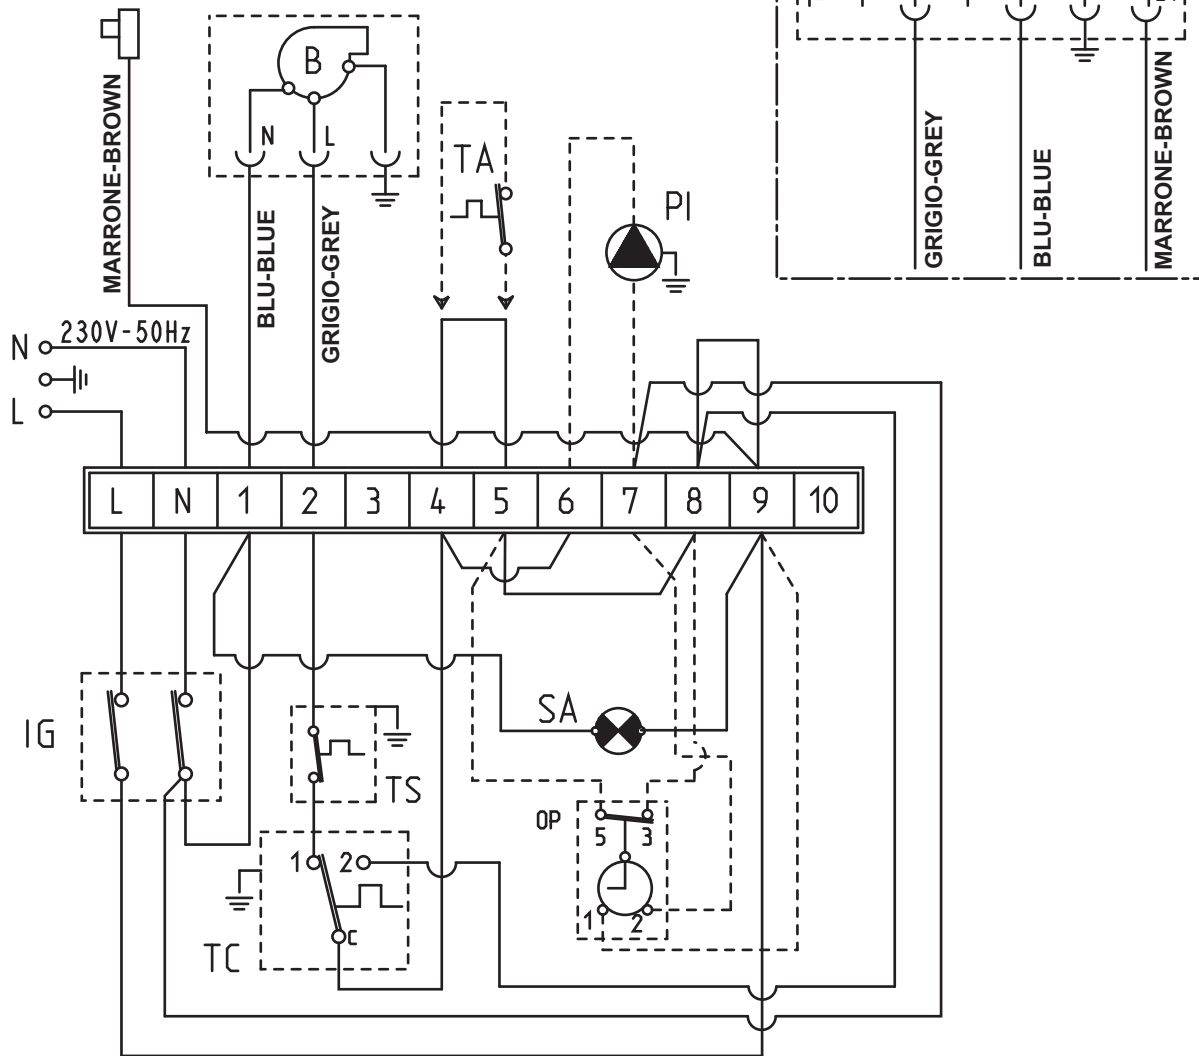 MARRONE-BROWN
B
N
L
BLU-BLUE
GRIGIO-GREY
TA
PI
GRIGIO-GREY
BLU-BLUE
MARRONE-BROWN
N
230V-50Hz
L
L N 1 2 3 4 5 6 7 8 9 10
IG
SA
TS
OP
5 3
1 2
1 2
C
TC